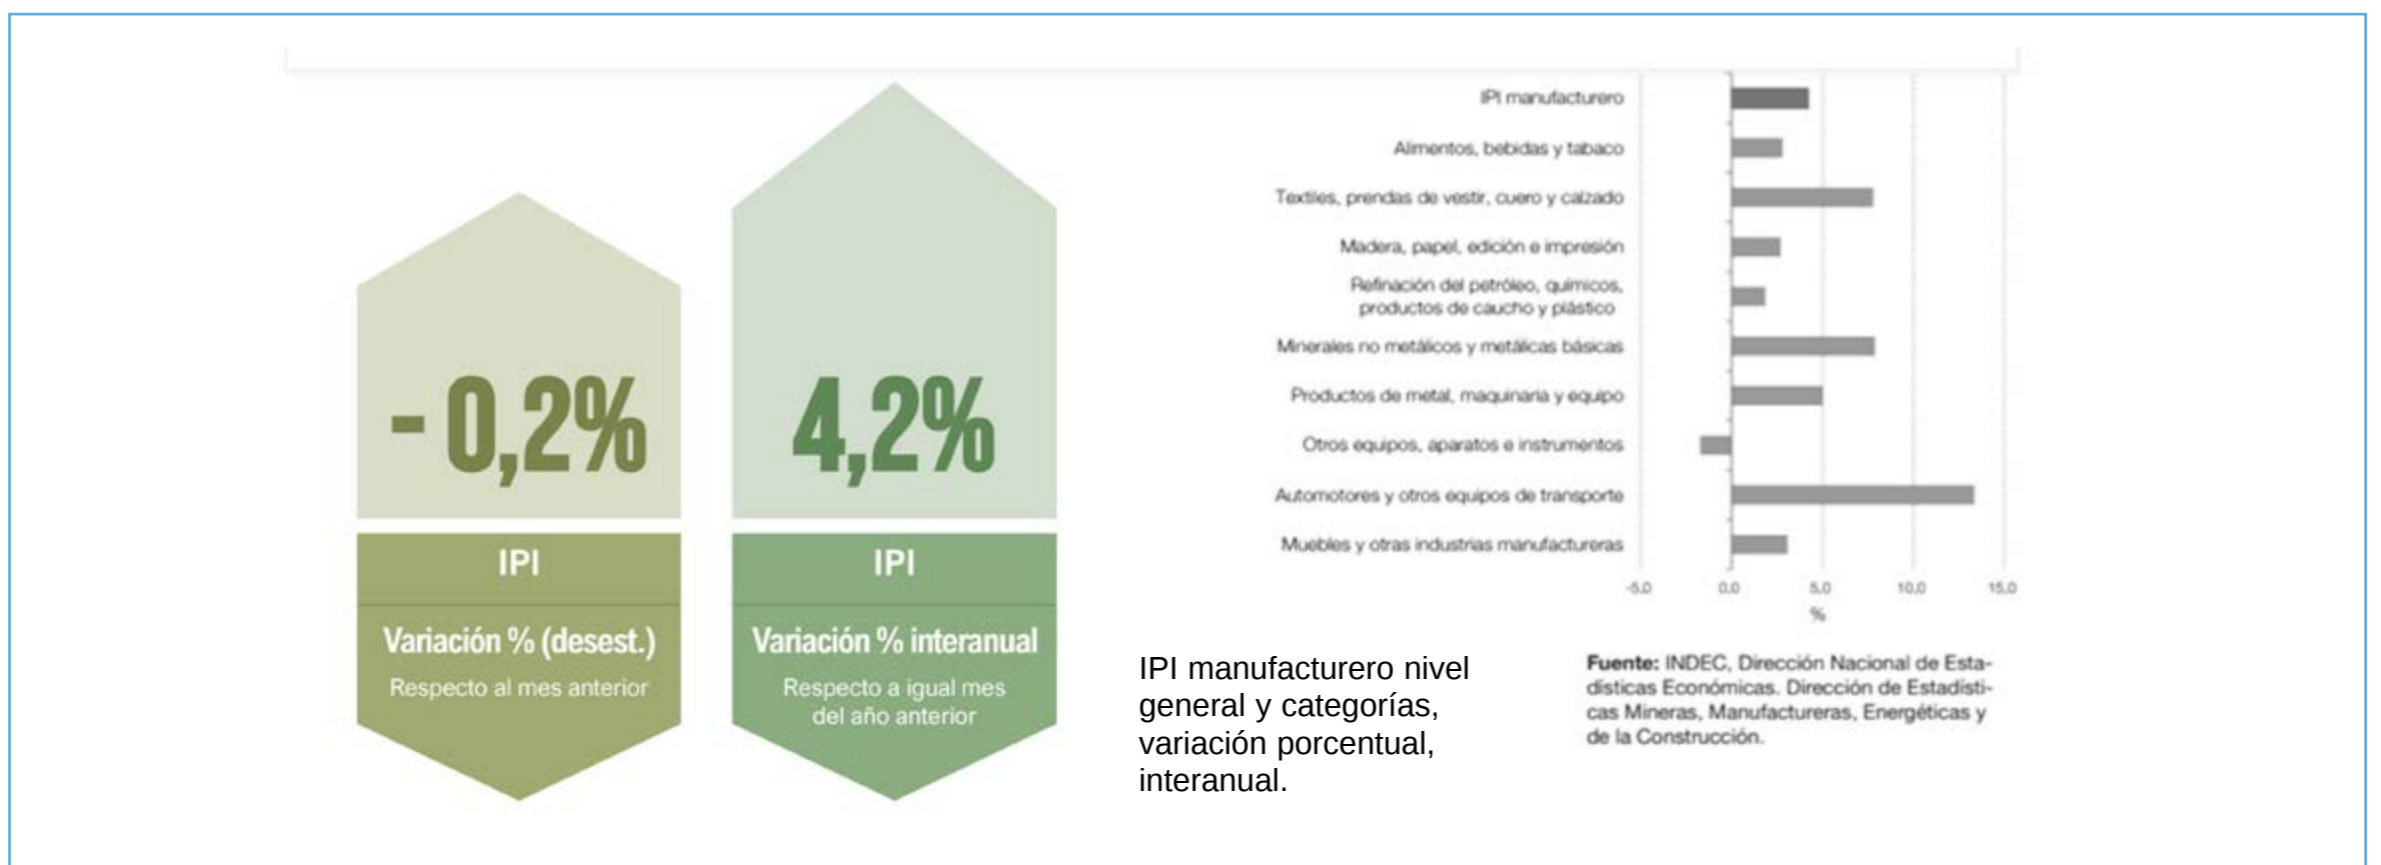 - 0,2%
IPI
Variación % (desest.)
Respecto al mes anterior
4,2%
IPI
Variación % interanual
Respecto a igual mes
del año anterior
IPI manufacturero
Alimentos, bebidas y tabaco
Textiles, prendas de vestir, cuero y calzado
Madera, papel, edición e impresión
Refinación del petróleo, químicos,
productos de caucho y plástico
Minerales no metálicos y metálicas básicas
Productos de metal, maquinaria y equipo
Otros equipos, aparatos e instrumentos
Automotores y otros equipos de transporte
Muebles y otras industrias manufactureras
-5,0 0,0 5,0 10,0 15,0
%
IPI manufacturero nivel
general y categorías,
variación porcentual,
interanual.
Fuente: INDEC, Dirección Nacional de Esta-
dísticas Económicas. Dirección de Estadísti-
cas Mineras, Manufactureras, Energéticas y
de la Construcción.